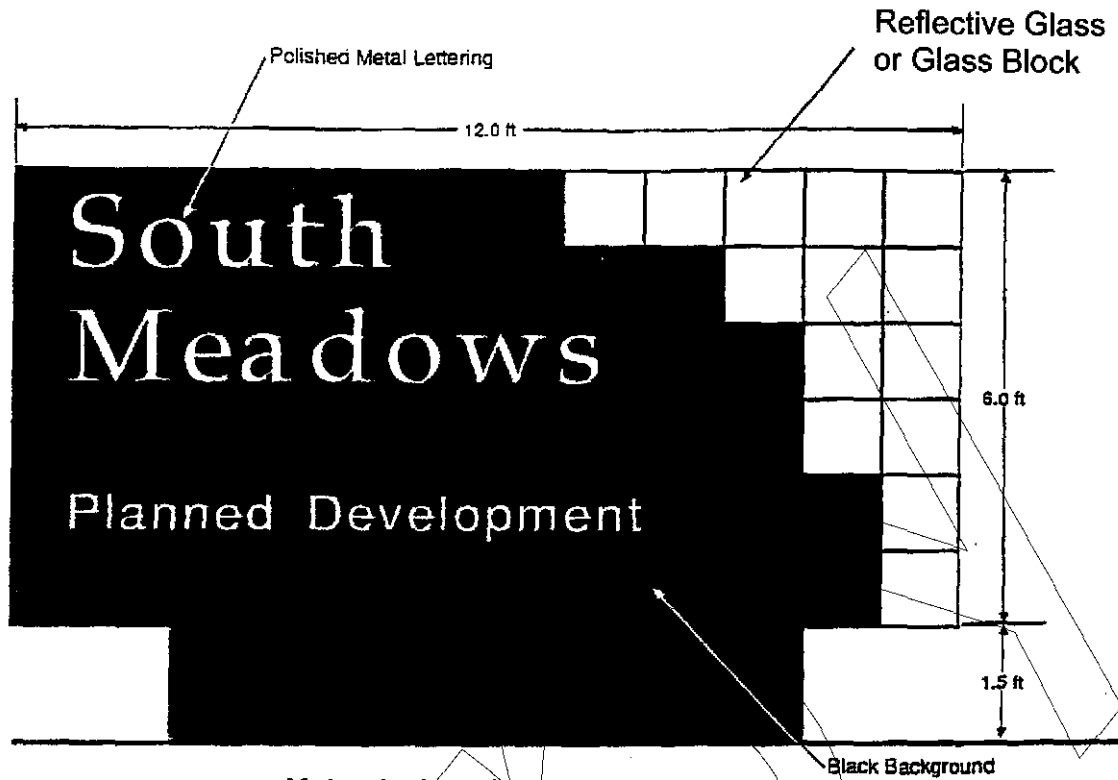 Reflective Glass
or Glass Block
Polished Metal Lettering
12.0 ft
South
Meadows
6.0 ft
Planned Development
1.5 ft
Black Background